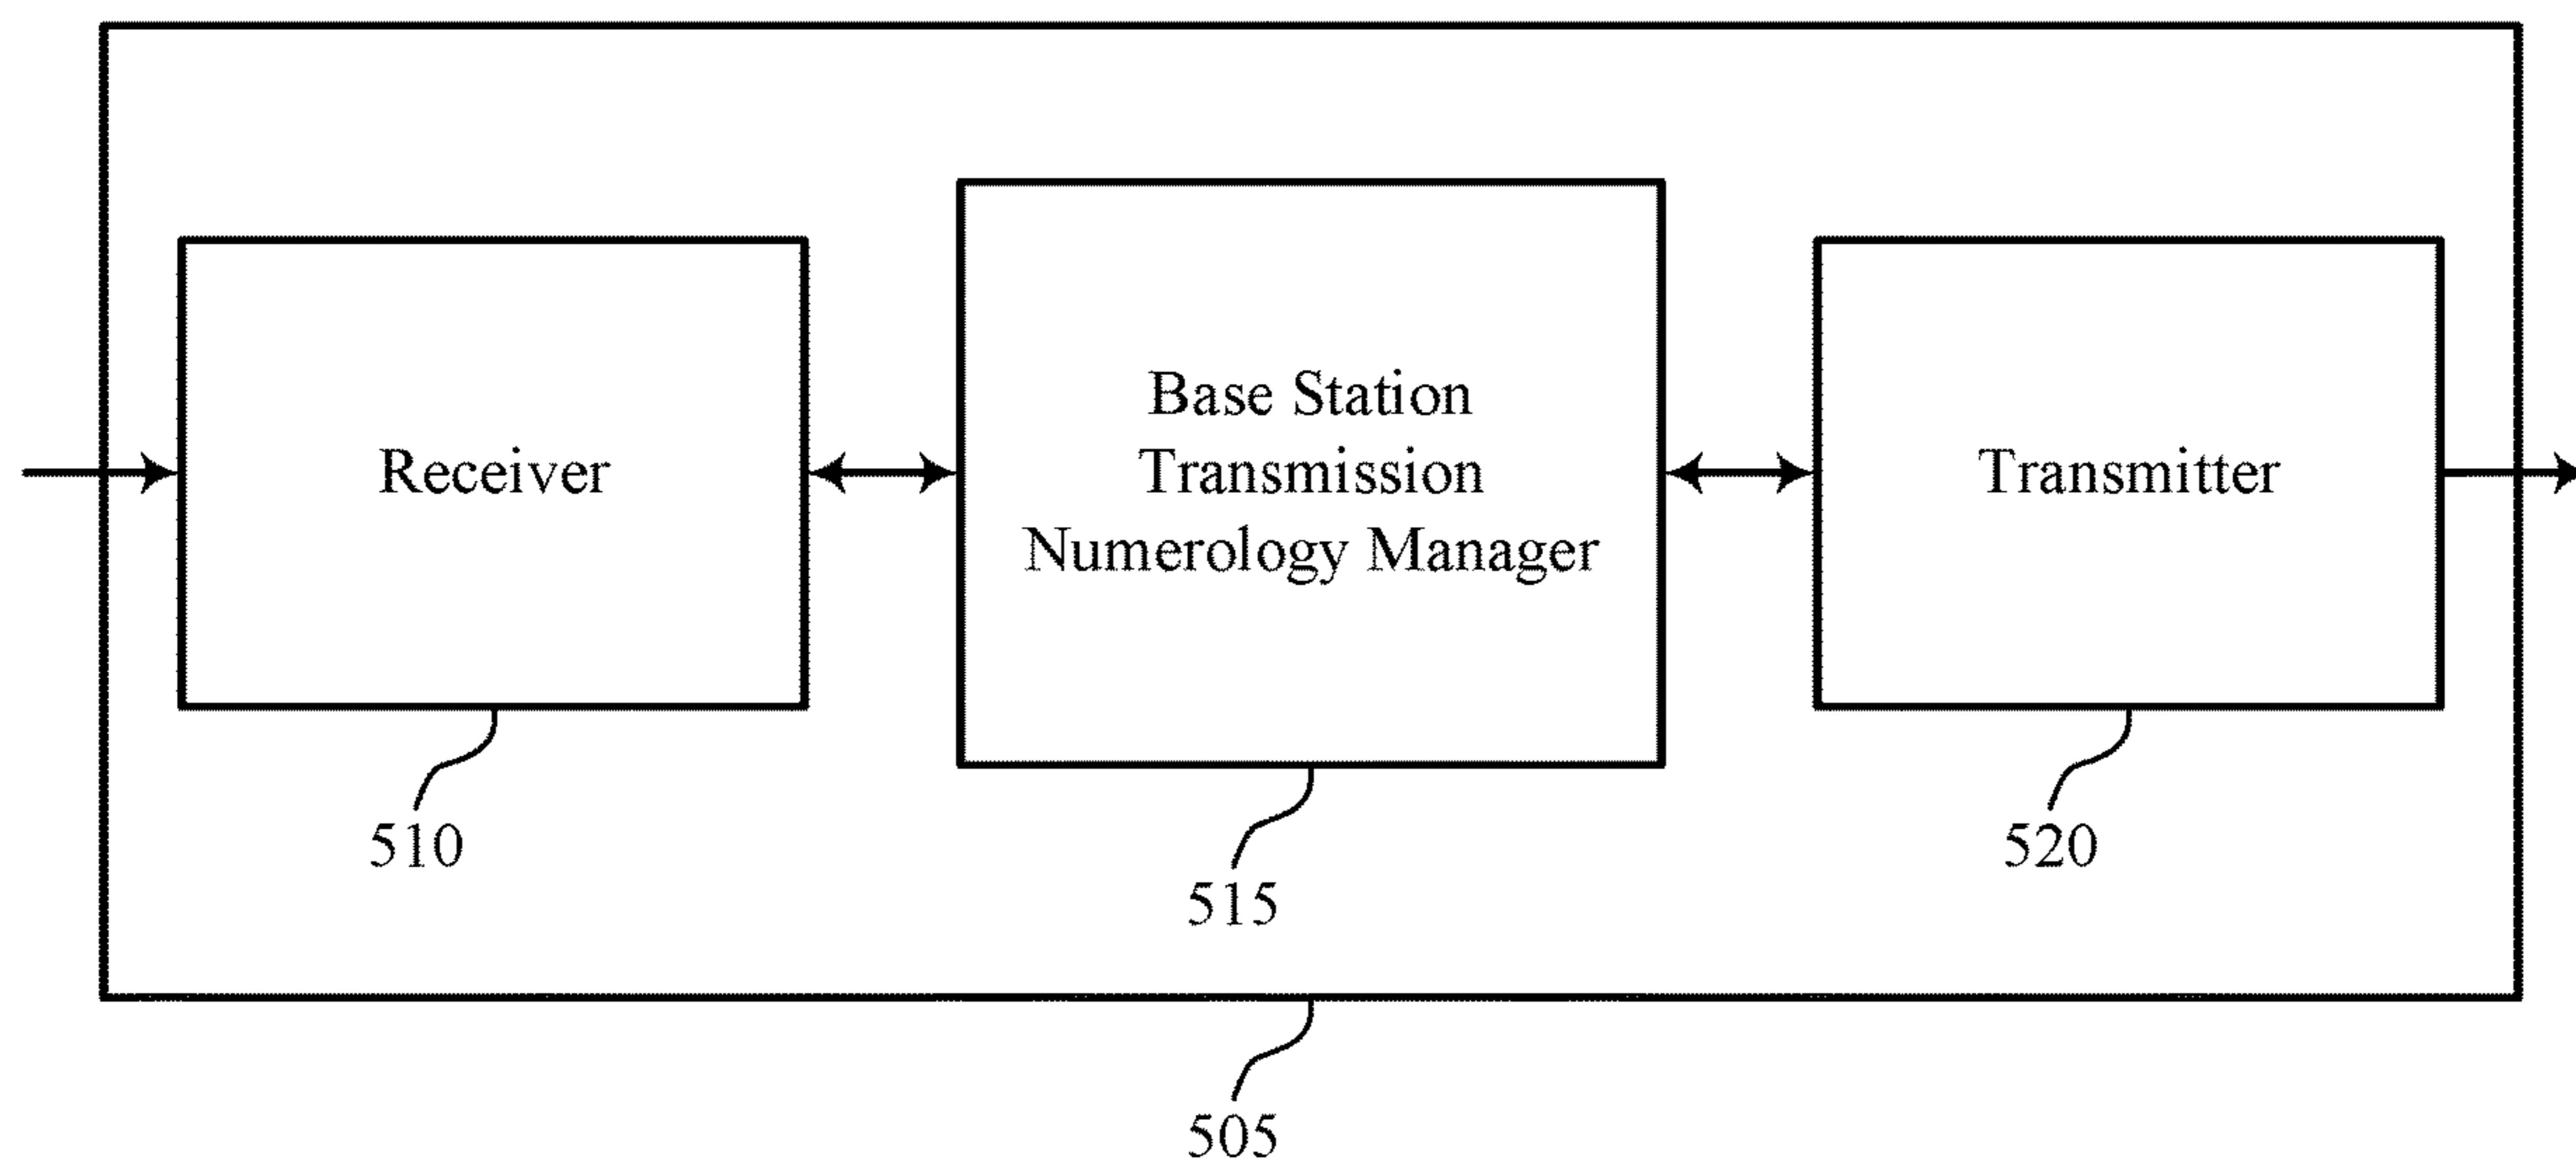 Receiver
Base Station
Transmission
Numerology Manager
Transmitter
510
515
520
505